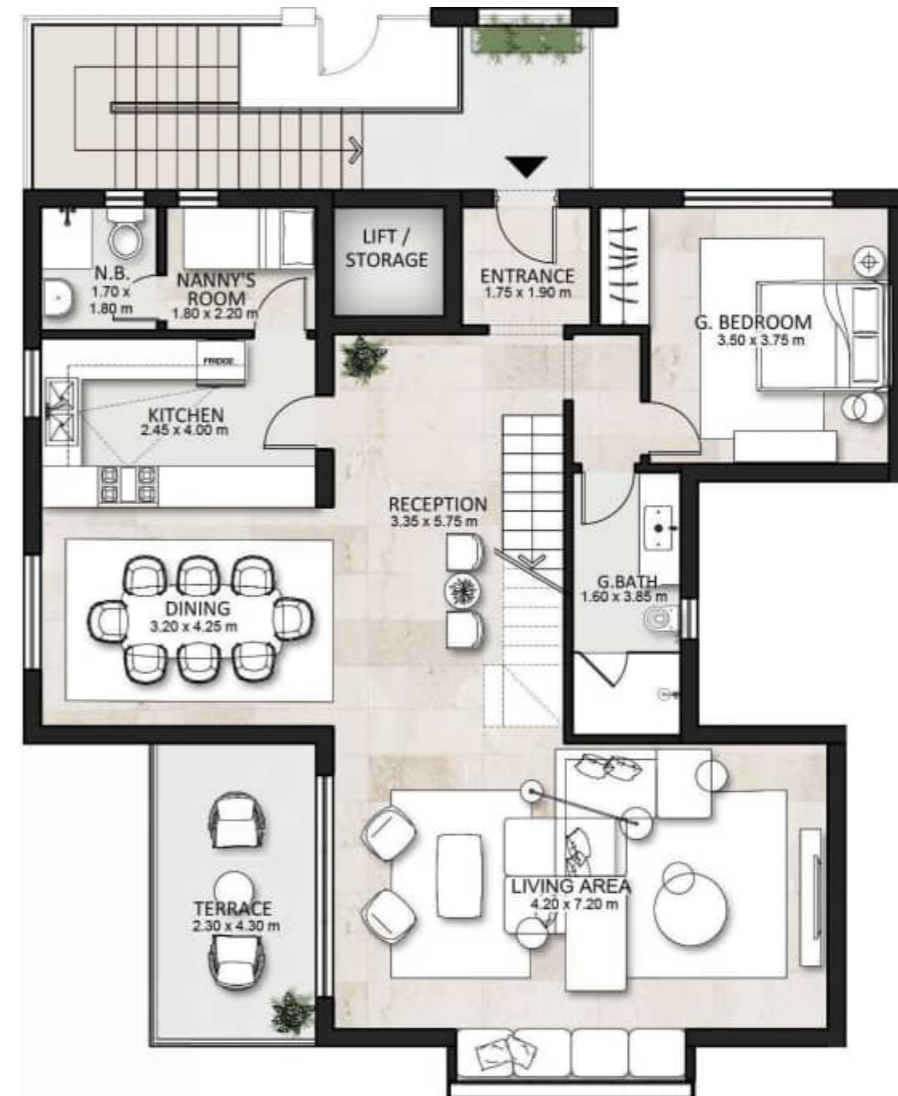 LIFT /
STORAGE
ENTRANCE
1.75 x 1.90 m
N.B.
1.70 x
1.80 m
NANNY'S
ROOM
1.80 x 2.20 m
G. BEDROOM
3.50 x 3.75 m
FRIDGE
KITCHEN
2.45 x 4.00 m
RECEPTION
3.35 x 5.75 m
G.BATH
1.60 x 3.85 m
DINING
3.20 x 4.25 m
LIVING AREA
4.20 x 7.20 m
TERRACE
2.30 x 4.30 m